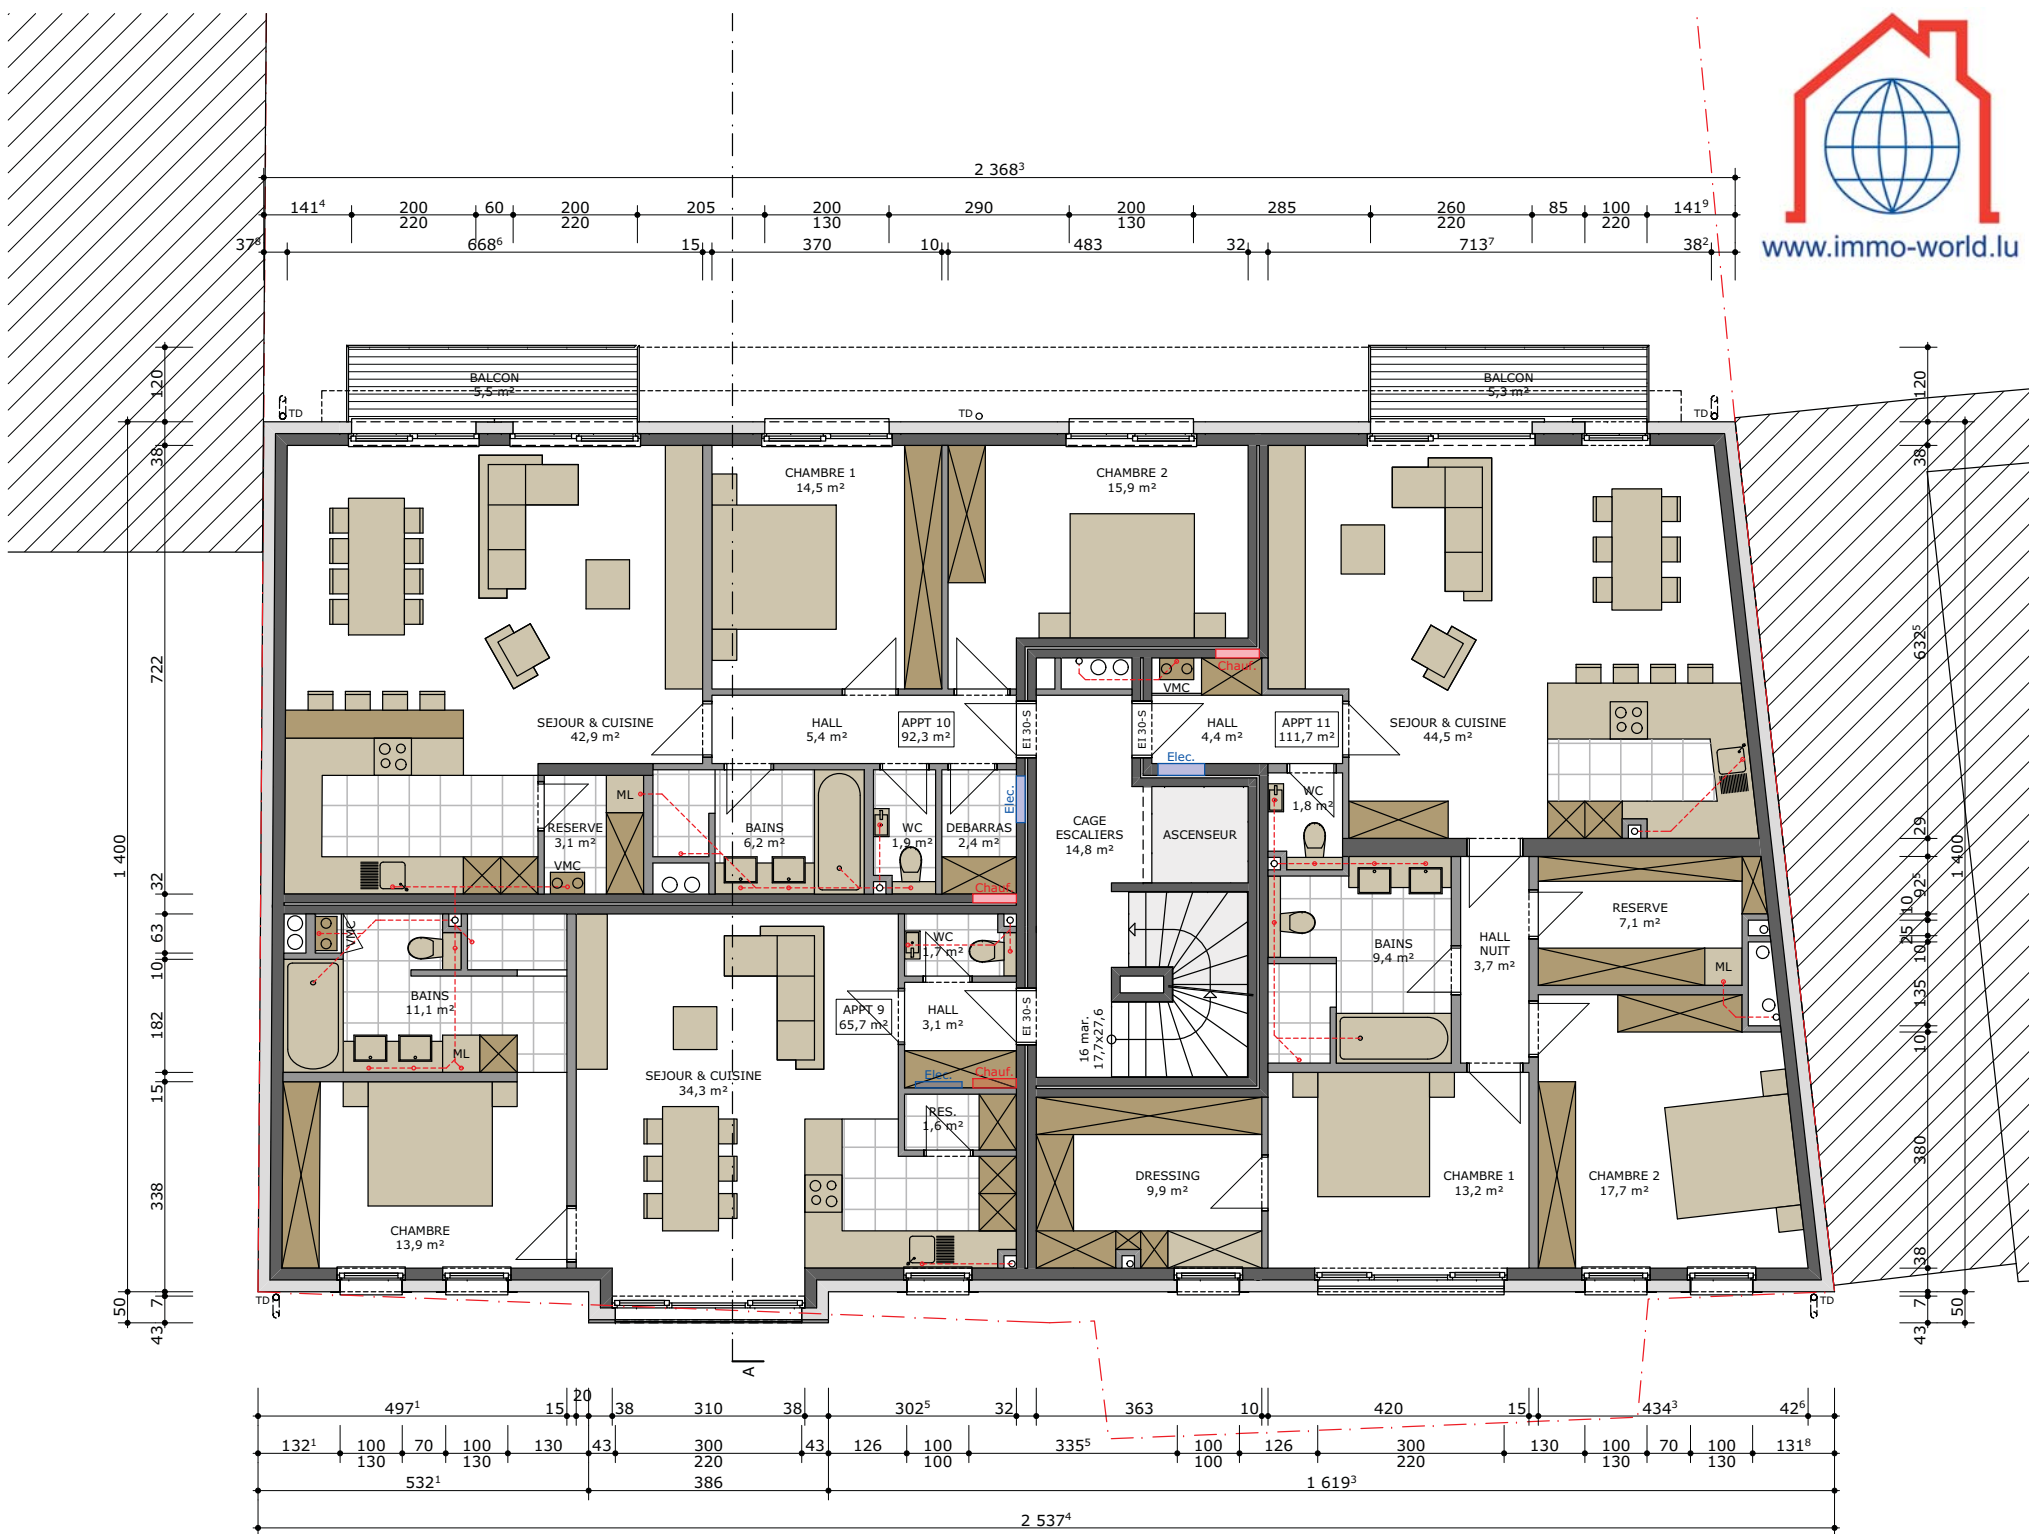 www.immo-world.lu
2 368³
141⁴ 200 60 200 205 200 290 200 285 260 85 100 141⁹
220 220 130 130 220 220
37⁸ 668⁶ 15 370 10 483 32 713⁷ 38²
BALCON
5,5 m²
BALCON
5,3 m²
TD
TD
TD
120
38
722
32
63
10
182
15
338
7
43
1 400
50
CHAMBRE 1
14,5 m²
CHAMBRE 2
15,9 m²
SEJOUR & CUISINE
42,9 m²
HALL
5,4 m²
APPT 10
92,3 m²
EI 30-S
EI 30-S
VMC
Chauf.
HALL
4,4 m²
APPT 11
111,7 m²
SEJOUR & CUISINE
44,5 m²
Elec.
ML
RESERVE
3,1 m²
VMC
BAINS
6,2 m²
WC
1,9 m²
DEBARRAS
2,4 m²
Elec.
Chauf.
CAGE
ESCALIERS
14,8 m²
ASCENSEUR
WC
1,8 m²
VMC
BAINS
11,1 m²
ML
WC
1,7 m²
HALL
3,1 m²
APPT 9
65,7 m²
EI 30-S
SEJOUR & CUISINE
34,3 m²
Elec.
Chauf.
RES.
1,6 m²
16 mar.
17,7x27,6
BAINS
9,4 m²
HALL
NUIT
3,7 m²
RESERVE
7,1 m²
ML
CHAMBRE
13,9 m²
DRESSING
9,9 m²
CHAMBRE 1
13,2 m²
CHAMBRE 2
17,7 m²
120
38
632⁵
29
92⁵
10
25
10
135
10
380
38
7
43
1 400
50
TD
TD
A
497¹ 15 20 38 310 38 302⁵ 32 363 10 420 15 434³ 42⁶
132¹ 100 70 100 130 43 300 43 126 100 335⁵ 100 126 300 130 100 70 100 131⁸
130 130 220 100 100 220 130 130
532¹ 386 1 619³
2 537⁴